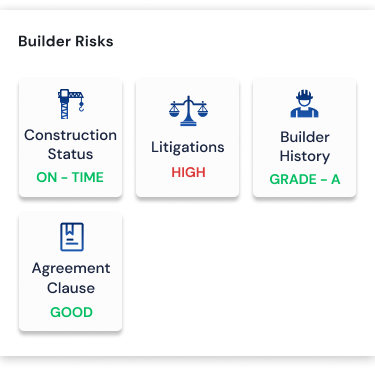 Builder Risks
Construction
Status
ON - TIME
Litigations
HIGH
Builder
History
GRADE - A
Agreement
Clause
GOOD